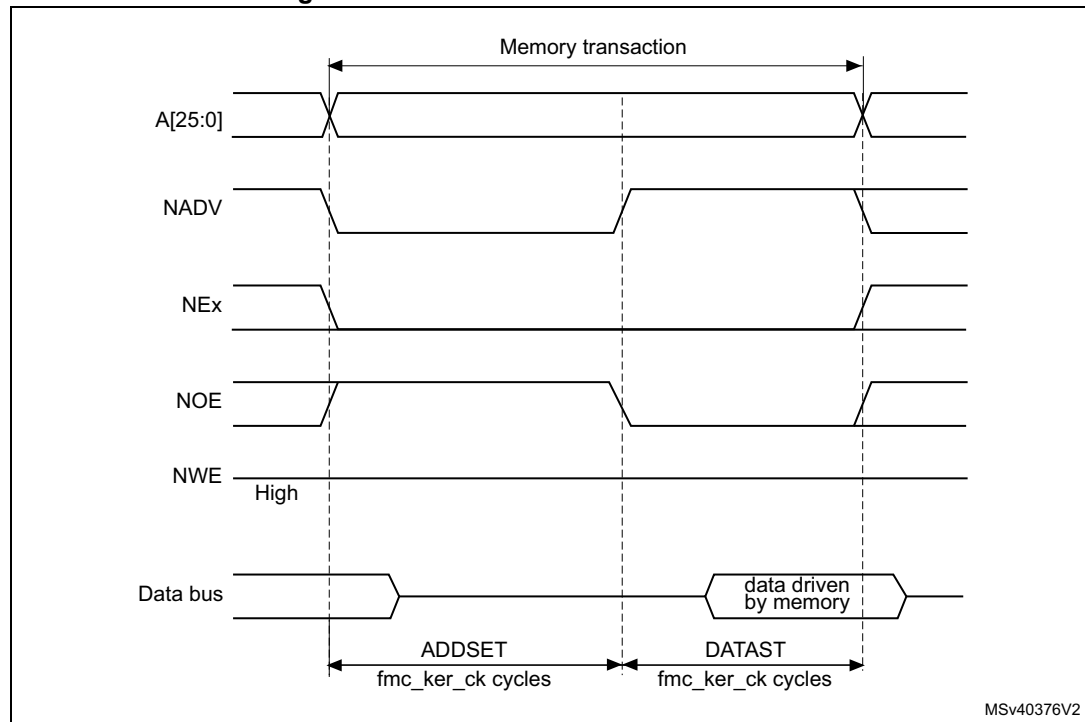 Memory transaction
A[25:0]
NADV
NEx
NOE
NWE
High
Data bus
data driven
by memory
ADDSET
DATAST
fmc_ker_ck cycles
fmc_ker_ck cycles
MSv40376V2